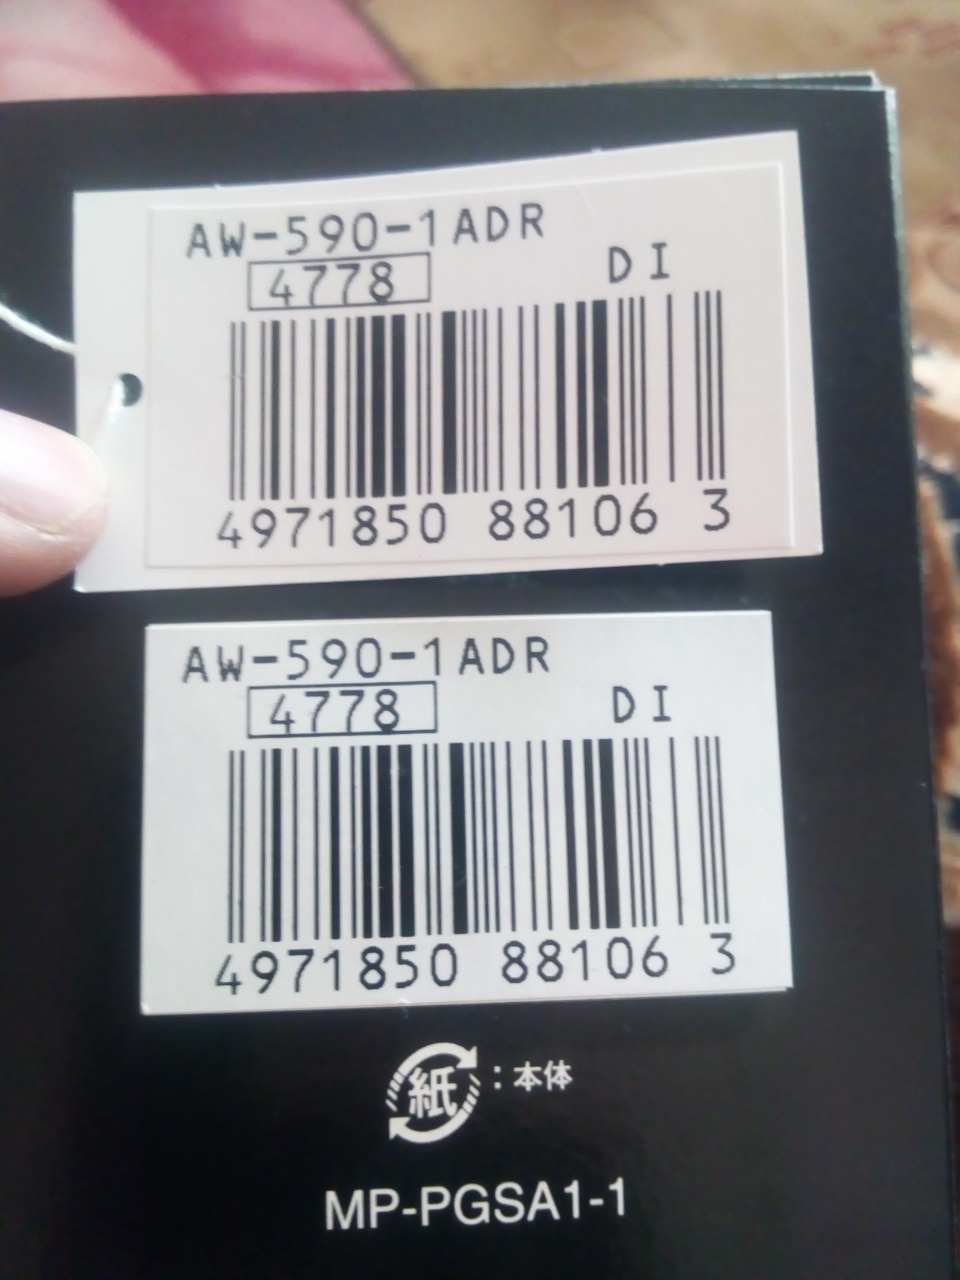 AW-590-1ADR
4778
DI
4971850 88106 3
AW-590-1ADR
4778
DI
4971850 88106 3
紙:本体
MP-PGSA1-1